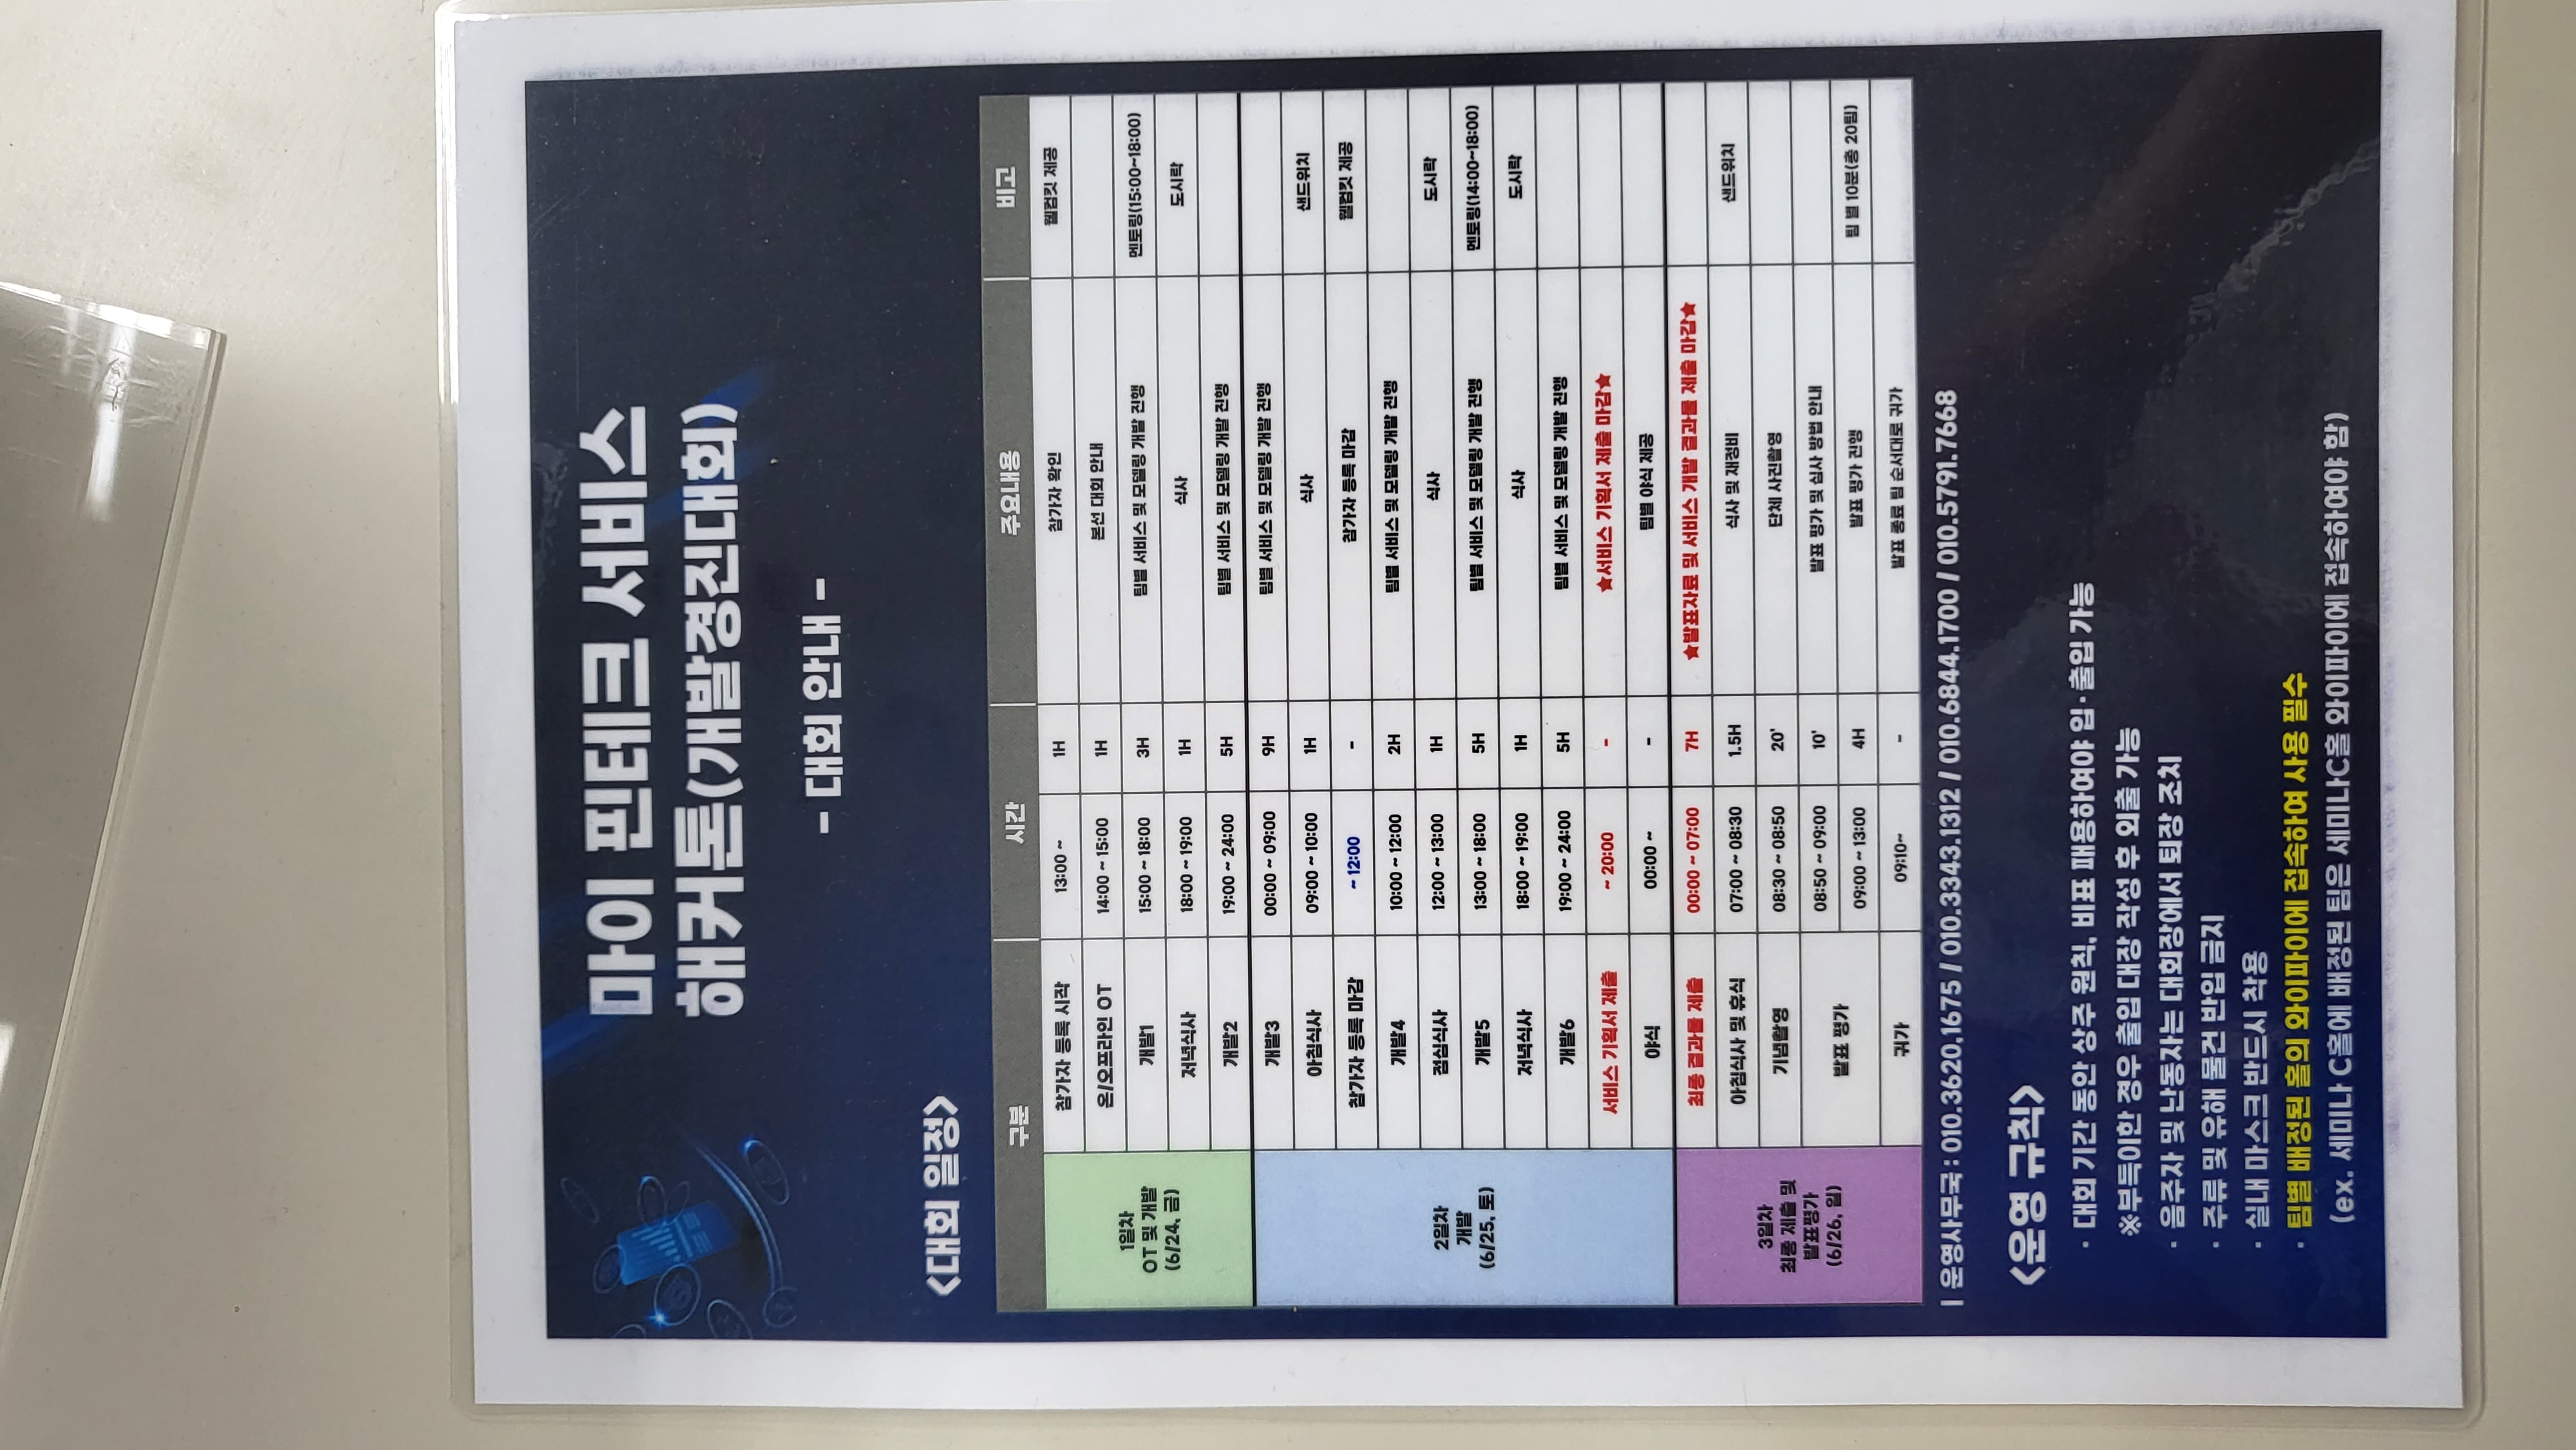 마이 핀테크 서비스
해커톤(개발경진대회)
- 대회 안내 -
<대회 일정>
구분 시간 주요내용 비고
1일차
OT 및 개발
(6/24, 금)
참가자 등록 시작 13:00 ~ 1H 참가자 확인 웰컴킷 제공
온/오프라인 OT 14:00 ~ 15:00 1H 본선 대회 안내
개발1 15:00 ~ 18:00 3H 팀별 서비스 및 모델링 개발 진행 멘토링(15:00~18:00)
저녁식사 18:00 ~ 19:00 1H 식사 도시락
개발2 19:00 ~ 24:00 5H 팀별 서비스 및 모델링 개발 진행
2일차
개발
(6/25, 토)
개발3 00:00 ~ 09:00 9H 팀별 서비스 및 모델링 개발 진행
아침식사 09:00 ~ 10:00 1H 식사 샌드위치
참가자 등록 마감 ~ 12:00 - 참가자 등록 마감 웰컴킷 제공
개발4 10:00 ~ 12:00 2H 팀별 서비스 및 모델링 개발 진행
점심식사 12:00 ~ 13:00 1H 식사 도시락
개발5 13:00 ~ 18:00 5H 팀별 서비스 및 모델링 개발 진행 멘토링(14:00~18:00)
저녁식사 18:00 ~ 19:00 1H 식사 도시락
개발6 19:00 ~ 24:00 5H 팀별 서비스 및 모델링 개발 진행
서비스 기획서 제출 ~ 20:00 - ★서비스 기획서 제출 마감★
야식 00:00 ~ - 팀별 야식 제공
3일차
최종 제출 및
발표평가
(6/26, 일)
최종 결과물 제출 00:00 ~ 07:00 7H ★발표자료 및 서비스 개발 결과물 제출 마감★
아침식사 및 휴식 07:00 ~ 08:30 1.5H 식사 및 재정비 샌드위치
기념촬영 08:30 ~ 08:50 20' 단체 사진촬영
발표 평가 08:50 ~ 09:00 10' 발표 평가 및 심사 방법 안내
09:00 ~ 13:00 4H 발표 평가 진행 팀 별 10분(총 20팀)
귀가 09:10~ - 발표 종료 팀 순서대로 귀가
| 운영사무국 : 010.3620,1675 / 010.3343.1312 / 010.6844.1700 / 010.5791.7668
<운영 규칙>
· 대회 기간 동안 상주 원칙, 비표 패용하여야 입·출입 가능
※부득이한 경우 출입 대장 작성 후 외출 가능
· 음주자 및 난동자는 대회장에서 퇴장 조치
· 주류 및 유해 물건 반입 금지
· 실내 마스크 반드시 착용
· 팀별 배정된 홀의 와이파이에 접속하여 사용 필수
(ex. 세미나 C홀에 배정된 팀은 세미나C홀 와이파이에 접속하여야 함)